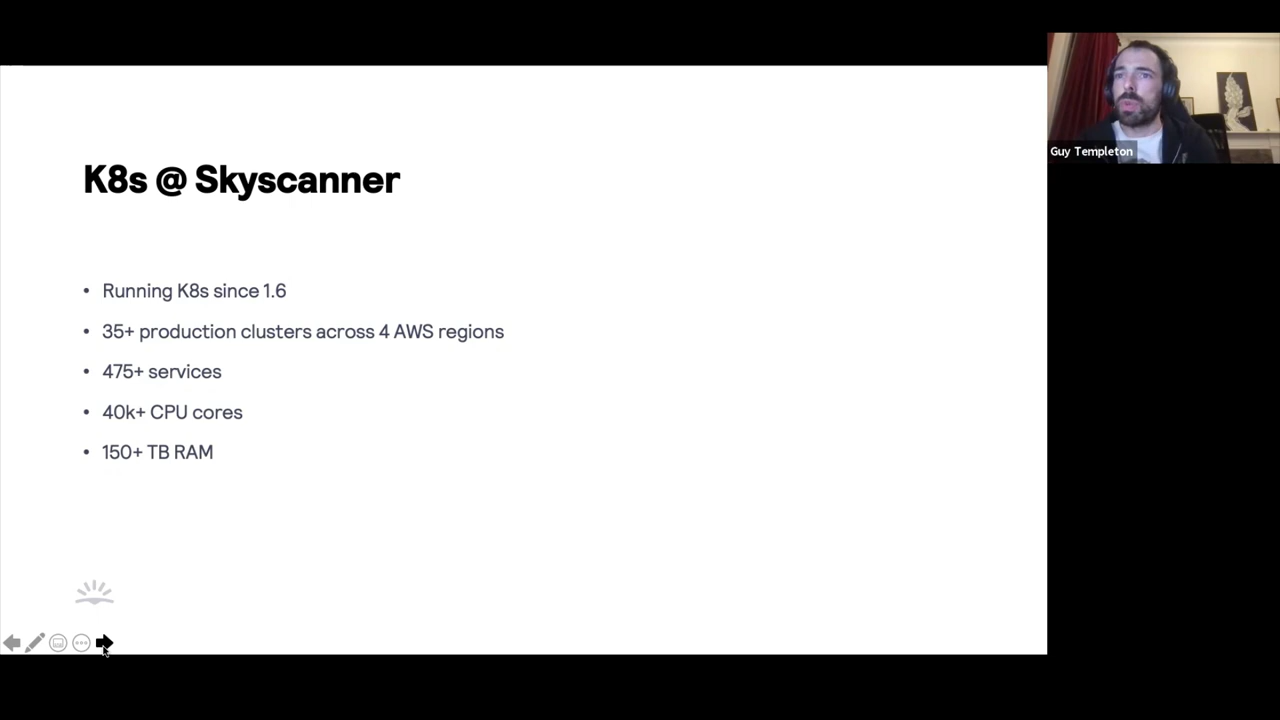 K8s @ Skyscanner
• Running K8s since 1.6
• 35+ production clusters across 4 AWS regions
• 475+ services
• 40k+ CPU cores
• 150+ TB RAM
Guy Templeton